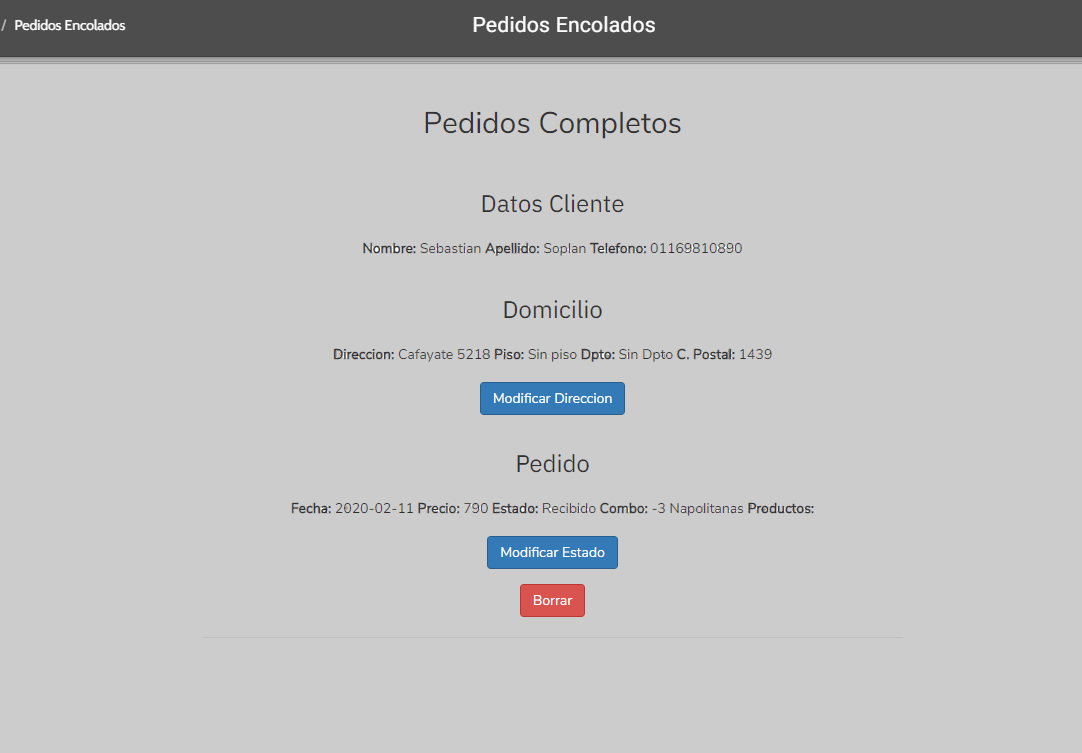 / Pedidos Encolados
Pedidos Encolados
Pedidos Completos
Datos Cliente
Nombre: Sebastian Apellido: Soplan Telefono: 01169810890
Domicilio
Direccion: Cafayate 5218 Piso: Sin piso Dpto: Sin Dpto C. Postal: 1439
Modificar Direccion
Pedido
Fecha: 2020-02-11 Precio: 790 Estado: Recibido Combo: -3 Napolitanas Productos:
Modificar Estado
Borrar